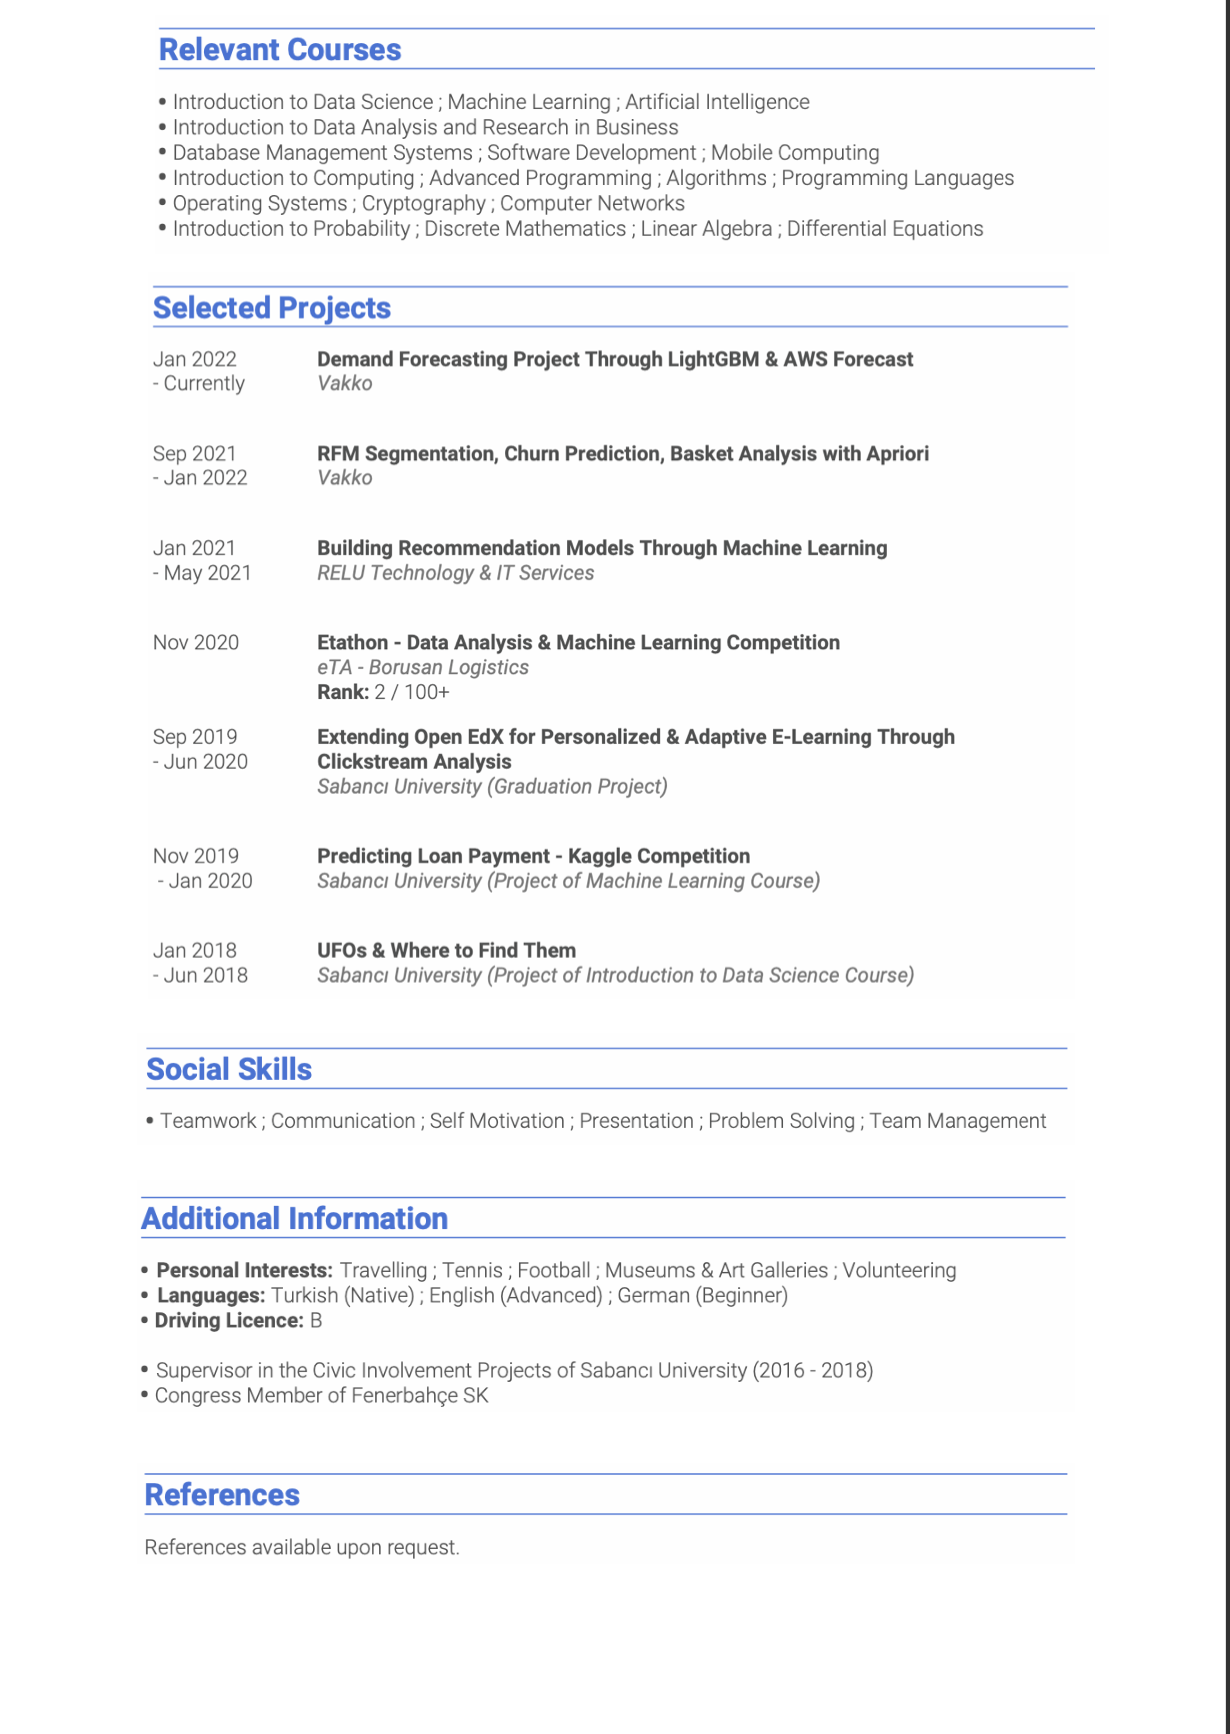 Relevant Courses
• Introduction to Data Science ; Machine Learning ; Artificial Intelligence
• Introduction to Data Analysis and Research in Business
• Database Management Systems ; Software Development ; Mobile Computing
• Introduction to Computing ; Advanced Programming ; Algorithms ; Programming Languages
• Operating Systems ; Cryptography ; Computer Networks
• Introduction to Probability ; Discrete Mathematics ; Linear Algebra ; Differential Equations
Selected Projects
Jan 2022 Demand Forecasting Project Through LightGBM & AWS Forecast
- Currently Vakko
Sep 2021 RFM Segmentation, Churn Prediction, Basket Analysis with Apriori
- Jan 2022 Vakko
Jan 2021 Building Recommendation Models Through Machine Learning
- May 2021 RELU Technology & IT Services
Nov 2020 Etathon - Data Analysis & Machine Learning Competition
eTA - Borusan Logistics
Rank: 2 / 100+
Sep 2019 Extending Open EdX for Personalized & Adaptive E-Learning Through
- Jun 2020 Clickstream Analysis
Sabancı University (Graduation Project)
Nov 2019 Predicting Loan Payment - Kaggle Competition
- Jan 2020 Sabancı University (Project of Machine Learning Course)
Jan 2018 UFOs & Where to Find Them
- Jun 2018 Sabancı University (Project of Introduction to Data Science Course)
Social Skills
• Teamwork ; Communication ; Self Motivation ; Presentation ; Problem Solving ; Team Management
Additional Information
• Personal Interests: Travelling ; Tennis ; Football ; Museums & Art Galleries ; Volunteering
• Languages: Turkish (Native) ; English (Advanced) ; German (Beginner)
• Driving Licence: B
• Supervisor in the Civic Involvement Projects of Sabancı University (2016 - 2018)
• Congress Member of Fenerbahçe SK
References
References available upon request.